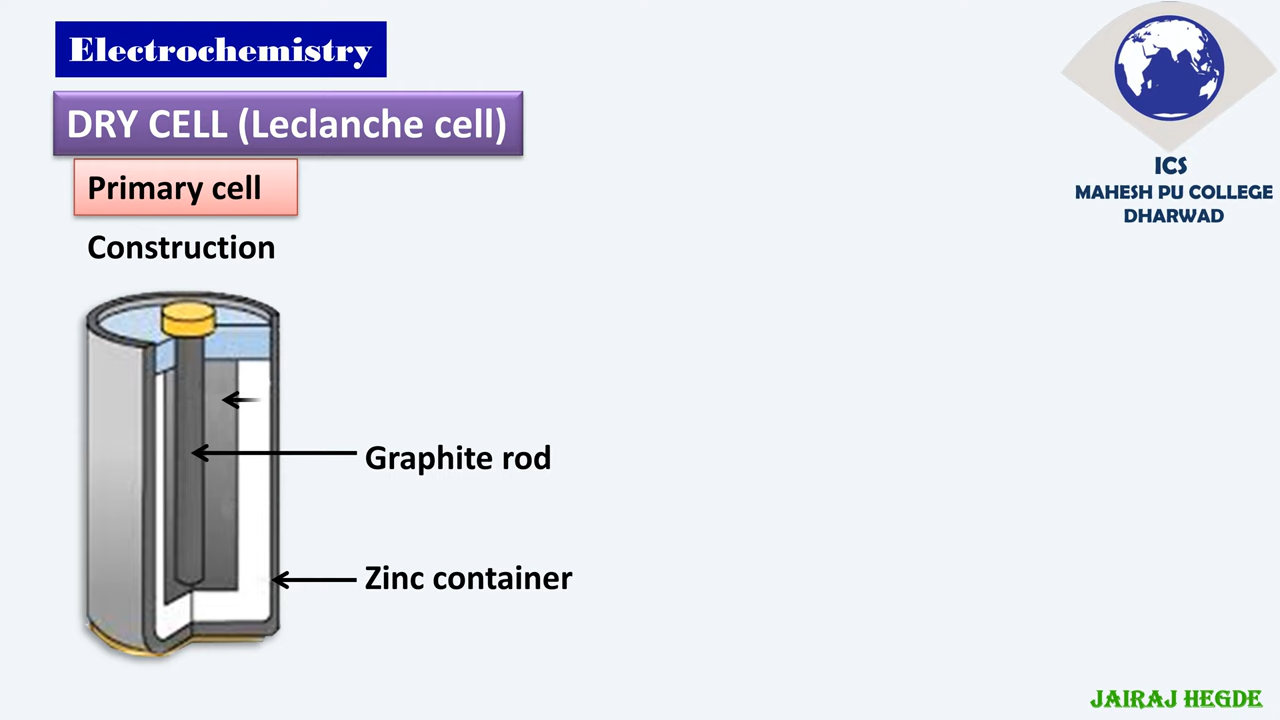 Electrochemistry
DRY CELL (Leclanche cell)
Primary cell
Construction
Graphite rod
Zinc container
ICS
MAHESH PU COLLEGE
DHARWAD
JAIRAJ HEGDE